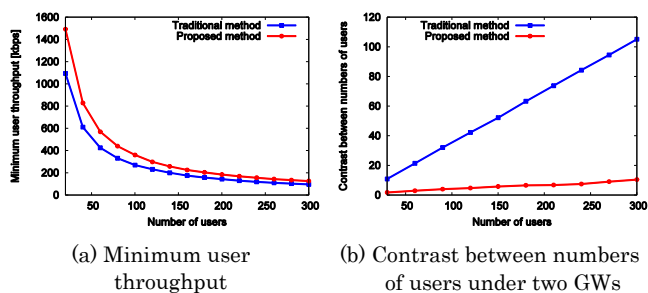 Minimum user throughput [kbps]
1600
1400
1200
1000
800
600
400
200
0
Traditional method
Proposed method
50 100 150 200 250 300
Number of users
(a) Minimum user
throughput
Contrast between numbers of users
120
100
80
60
40
20
0
Traditional method
Proposed method
50 100 150 200 250 300
Number of users
(b) Contrast between numbers
of users under two GWs